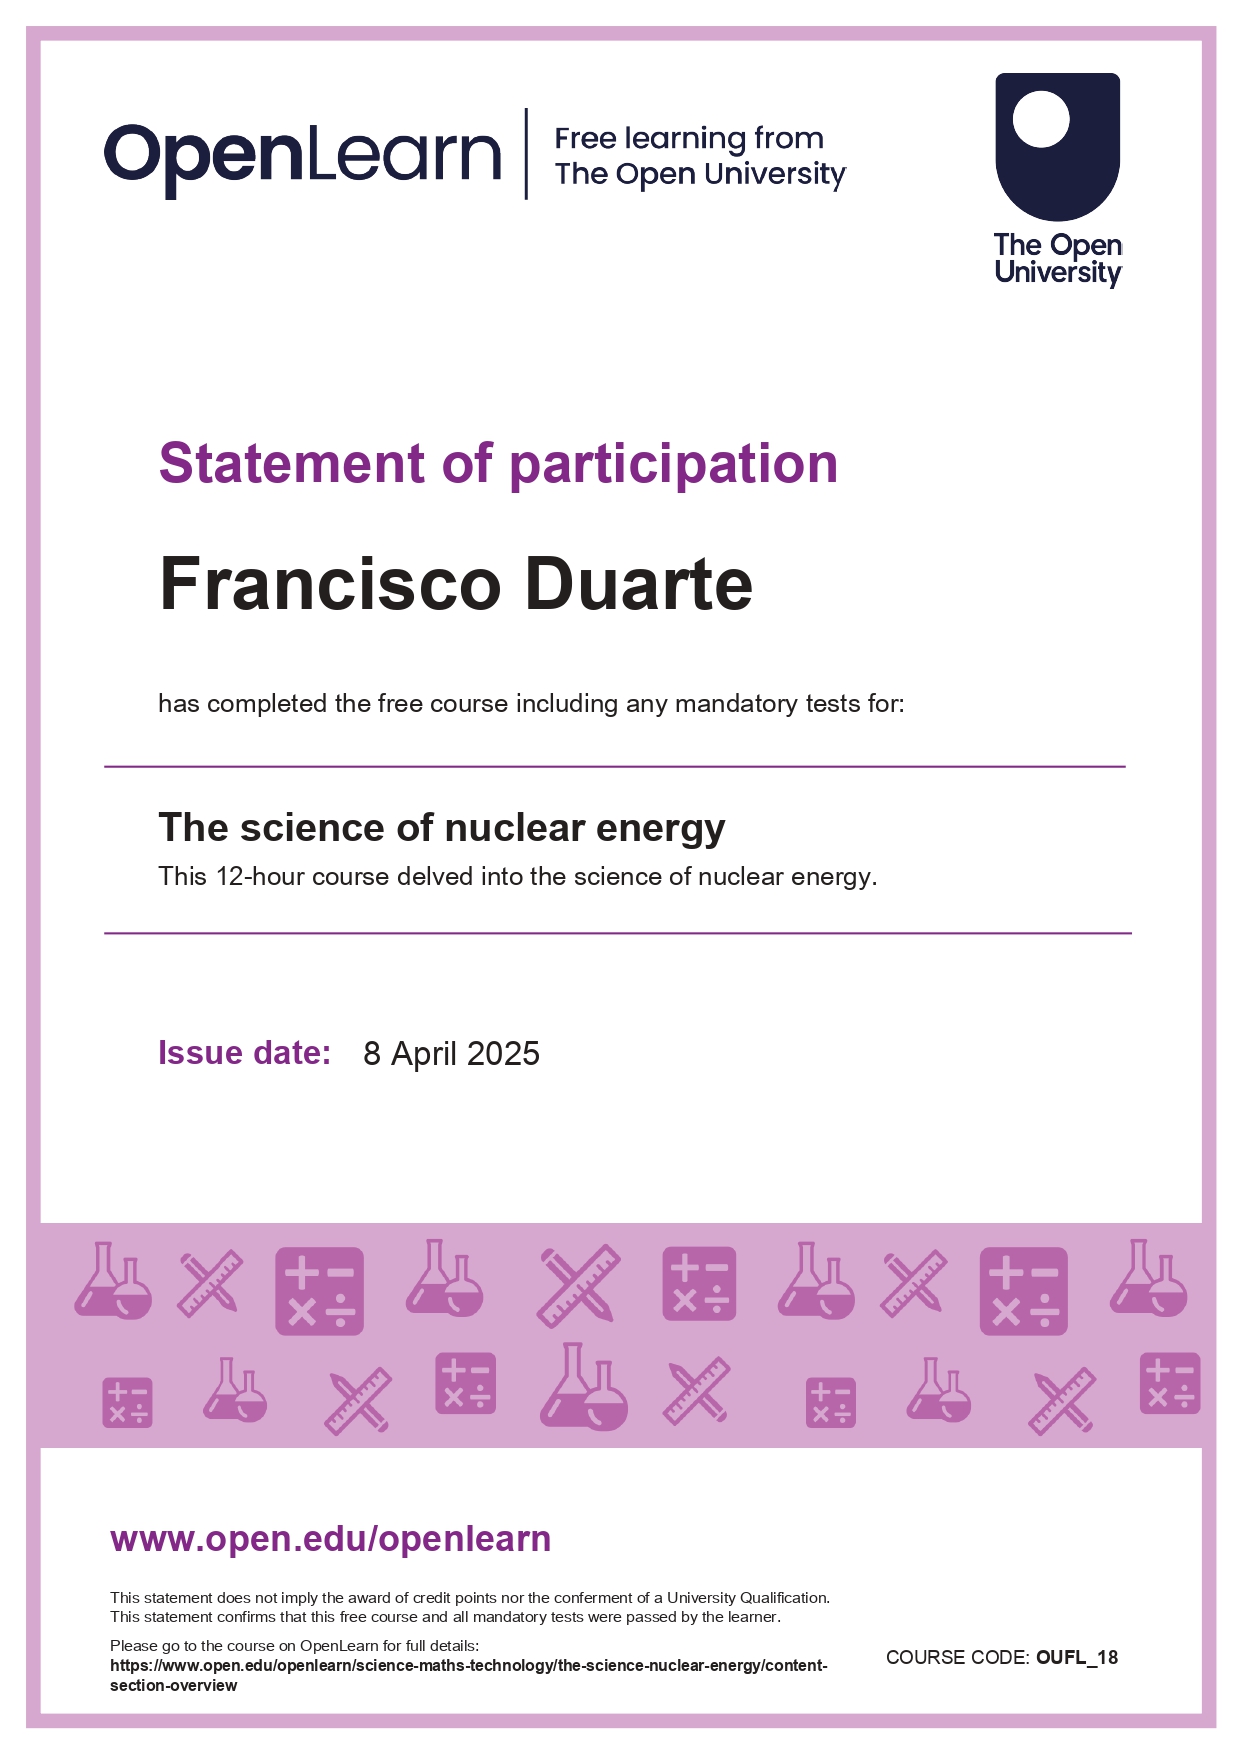 OpenLearn
Free learning from
The Open University
The Open
University
Statement of participation
Francisco Duarte
has completed the free course including any mandatory tests for:
The science of nuclear energy
This 12-hour course delved into the science of nuclear energy.
Issue date: 8 April 2025
www.open.edu/openlearn
This statement does not imply the award of credit points nor the conferment of a University Qualification.
This statement confirms that this free course and all mandatory tests were passed by the learner.
Please go to the course on OpenLearn for full details:
https://www.open.edu/openlearn/science-maths-technology/the-science-nuclear-energy/content-
section-overview
COURSE CODE: OUFL_18